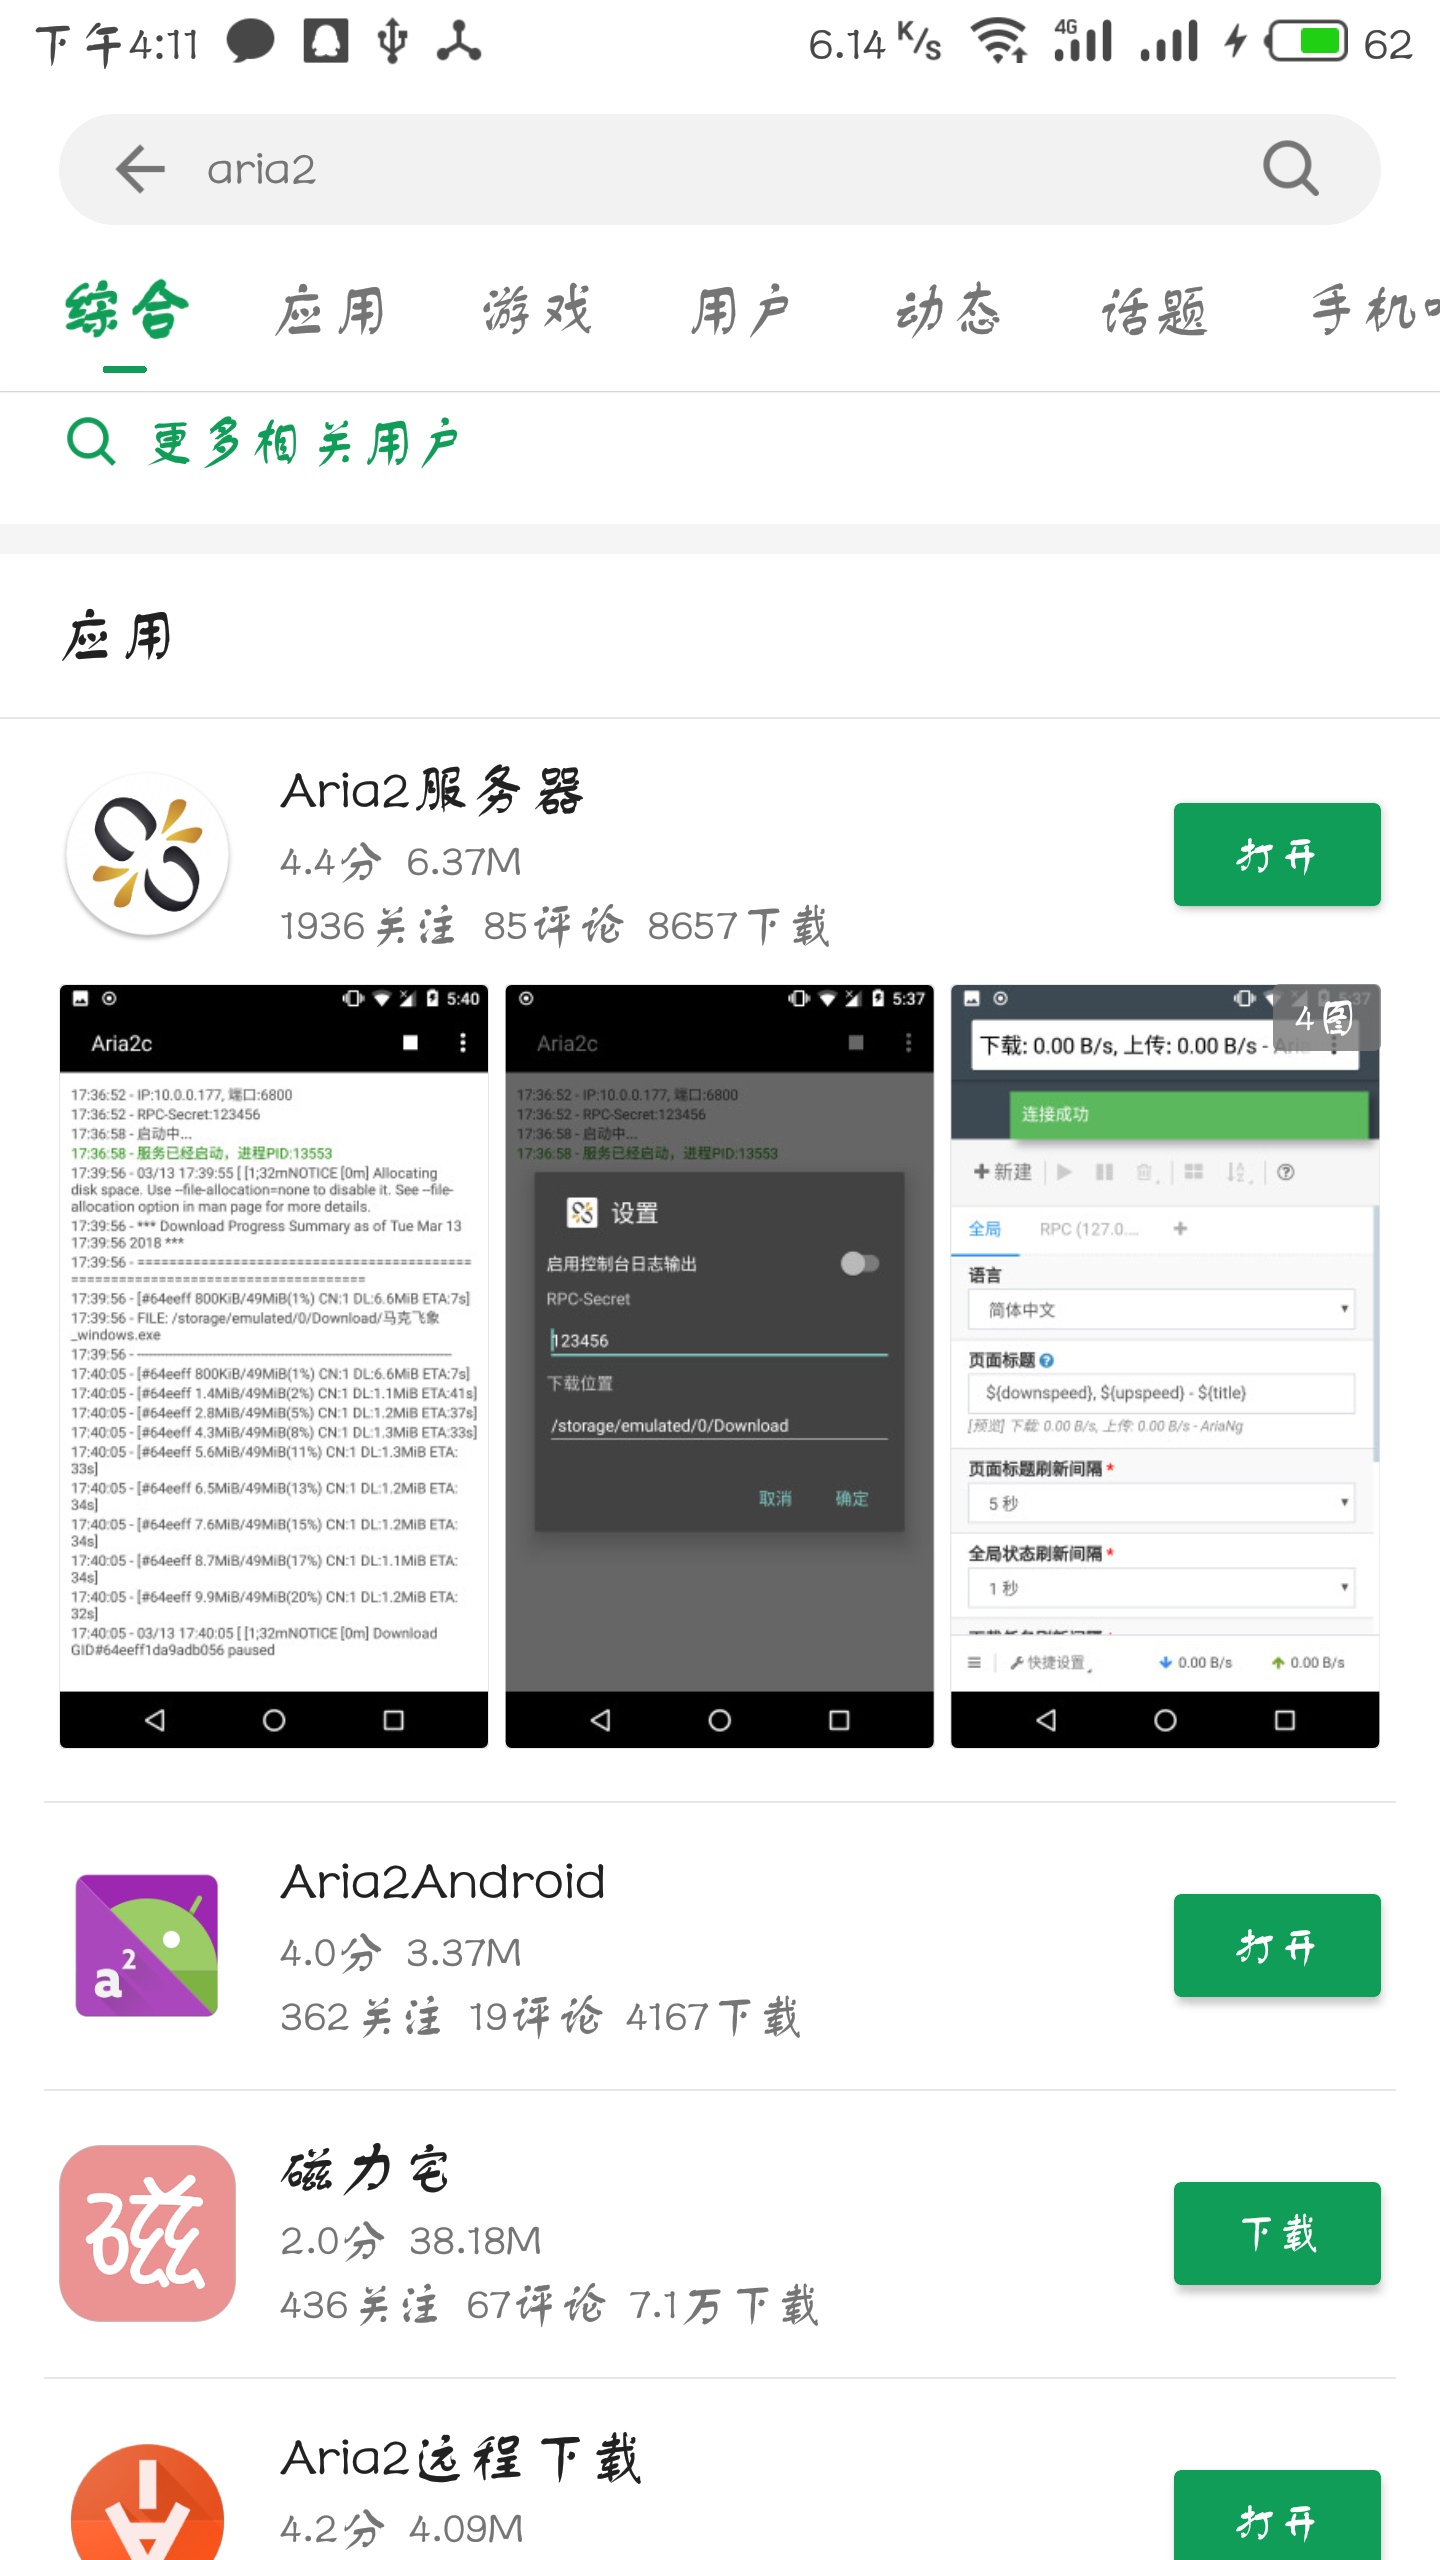 下午4:11
6.14 K/s
4G
62
aria2
综合 应用 游戏 用户 动态 话题 手机
更多相关用户
应用
Aria2服务器
4.4分 6.37M
1936关注 85评论 8657下载
打开
5:40
Aria2c
17:36:52 - IP:10.0.0.177, 端口:6800
17:36:52 - RPC-Secret:123456
17:36:58 - 启动中...
17:36:58 - 服务已经启动，进程PID:13553
17:39:56 - 03/13 17:39:55 [ [1;32mNOTICE [0m] Allocating
disk space. Use --file-allocation=none to disable it. See --file-
allocation option in man page for more details.
17:39:56 - *** Download Progress Summary as of Tue Mar 13
17:39:56 2018 ***
17:39:56 - ===========================================
=====================================
17:39:56 - [#64eeff 800KiB/49MiB(1%) CN:1 DL:6.6MiB ETA:7s]
17:39:56 - FILE: /storage/emulated/0/Download/马克飞象
_windows.exe
17:39:56 - -------------------------------------------------------------------------------
17:40:05 - [#64eeff 800KiB/49MiB(1%) CN:1 DL:6.6MiB ETA:7s]
17:40:05 - [#64eeff 1.4MiB/49MiB(2%) CN:1 DL:1.1MiB ETA:41s]
17:40:05 - [#64eeff 2.8MiB/49MiB(5%) CN:1 DL:1.2MiB ETA:37s]
17:40:05 - [#64eeff 4.3MiB/49MiB(8%) CN:1 DL:1.3MiB ETA:33s]
17:40:05 - [#64eeff 5.6MiB/49MiB(11%) CN:1 DL:1.3MiB ETA:
33s]
17:40:05 - [#64eeff 6.5MiB/49MiB(13%) CN:1 DL:1.2MiB ETA:
34s]
17:40:05 - [#64eeff 7.6MiB/49MiB(15%) CN:1 DL:1.2MiB ETA:
34s]
17:40:05 - [#64eeff 8.7MiB/49MiB(17%) CN:1 DL:1.1MiB ETA:
34s]
17:40:05 - [#64eeff 9.9MiB/49MiB(20%) CN:1 DL:1.2MiB ETA:
32s]
17:40:05 - 03/13 17:40:05 [ [1;32mNOTICE [0m] Download
GID#64eeff1da9adb056 paused
5:37
Aria2c
17:36:52 - IP:10.0.0.177, 端口:6800
17:36:52 - RPC-Secret:123456
17:36:58 - 启动中...
17:36:58 - 服务已经启动，进程PID:13553
设置
启用控制台日志输出
RPC-Secret
123456
下载位置
/storage/emulated/0/Download
取消 确定
5:37
4图
下载: 0.00 B/s, 上传: 0.00 B/s - Aria
连接成功
新建
全局 RPC (127.0....
语言
简体中文
页面标题
${downspeed}, ${upspeed} - ${title}
[预览] 下载: 0.00 B/s, 上传: 0.00 B/s - AriaNg
页面标题刷新间隔 *
5 秒
全局状态刷新间隔 *
1 秒
快捷设置 0.00 B/s 0.00 B/s
a2
Aria2Android
4.0分 3.37M
362关注 19评论 4167下载
打开
磁
磁力宅
2.0分 38.18M
436关注 67评论 7.1万下载
下载
Aria2远程下载
4.2分 4.09M
打开